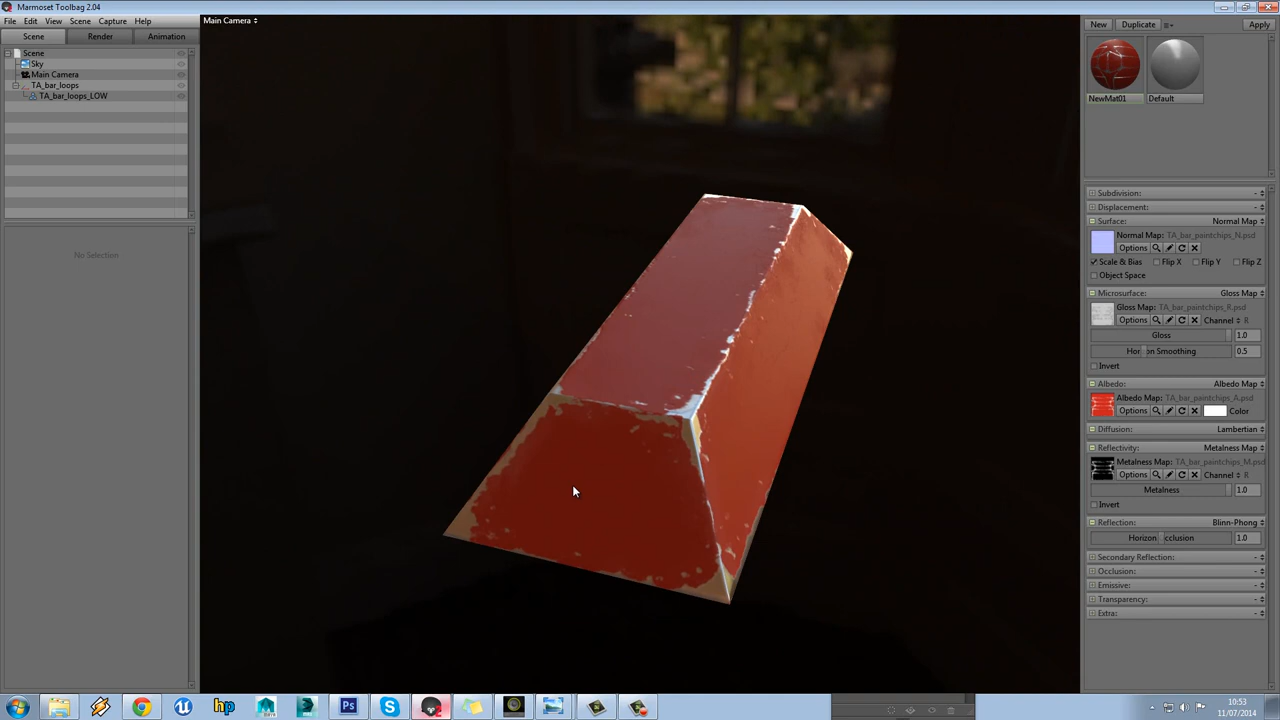 Marmoset Toolbag 2.04
File Edit View Scene Capture Help
Scene Render Animation
Scene
Sky
Main Camera
TA_bar_loops
TA_bar_loops_LOW
No Selection
Main Camera
New Duplicate Apply
NewMat01 Default
Subdivision: -
Displacement: -
Surface: Normal Map
Normal Map: TA_bar_paintchips_N.psd
Options
Scale & Bias Flip X Flip Y Flip Z
Object Space
Microsurface: Gloss Map
Gloss Map: TA_bar_paintchips_R.psd
Options Channel R
Gloss 1.0
Horizon Smoothing 0.5
Invert
Albedo: Albedo Map
Albedo Map: TA_bar_paintchips_A.psd
Options Color
Diffusion: Lambertian
Reflectivity: Metalness Map
Metalness Map: TA_bar_paintchips_M.psd
Options Channel R
Metalness 1.0
Invert
Reflection: Blinn-Phong
Horizon Occlusion 1.0
Secondary Reflection: -
Occlusion: -
Emissive: -
Transparency: -
Extra: -
hp
Ps
10:53
11/07/2014